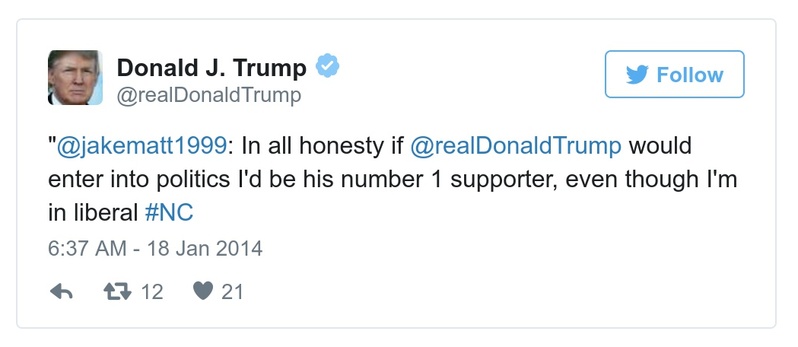 Donald J. Trump
@realDonaldTrump
Follow
"@jakematt1999: In all honesty if @realDonaldTrump would
enter into politics I'd be his number 1 supporter, even though I'm
in liberal #NC
6:37 AM - 18 Jan 2014
12 21